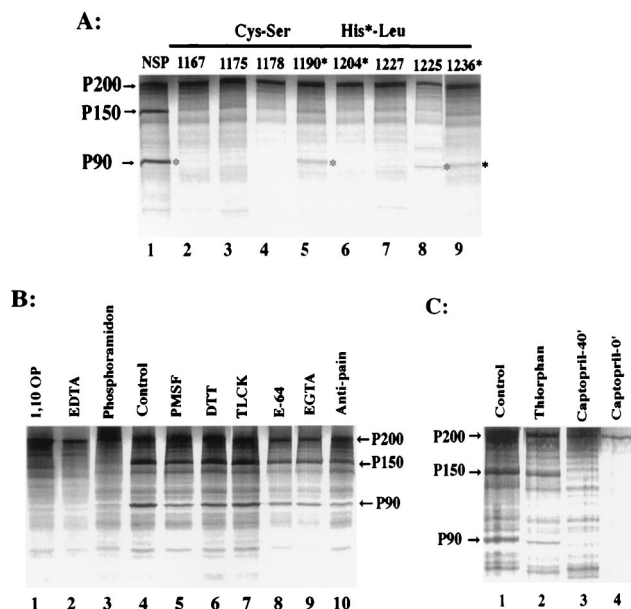 A:
Cys-Ser His*-Leu
NSP 1167 1175 1178 1190* 1204* 1227 1225 1236*
P200→
P150→
P90 →
* * * *
1 2 3 4 5 6 7 8 9
B:
1,10 OP
EDTA
Phosphoramidon
Control
PMSF
DTT
TLCK
E-64
EGTA
Anti-pain
←P200
←P150
← P90
1 2 3 4 5 6 7 8 9 10
C:
Control
Thiorphan
Captopril-40'
Captopril-0'
P200→
P150→
P90→
1 2 3 4